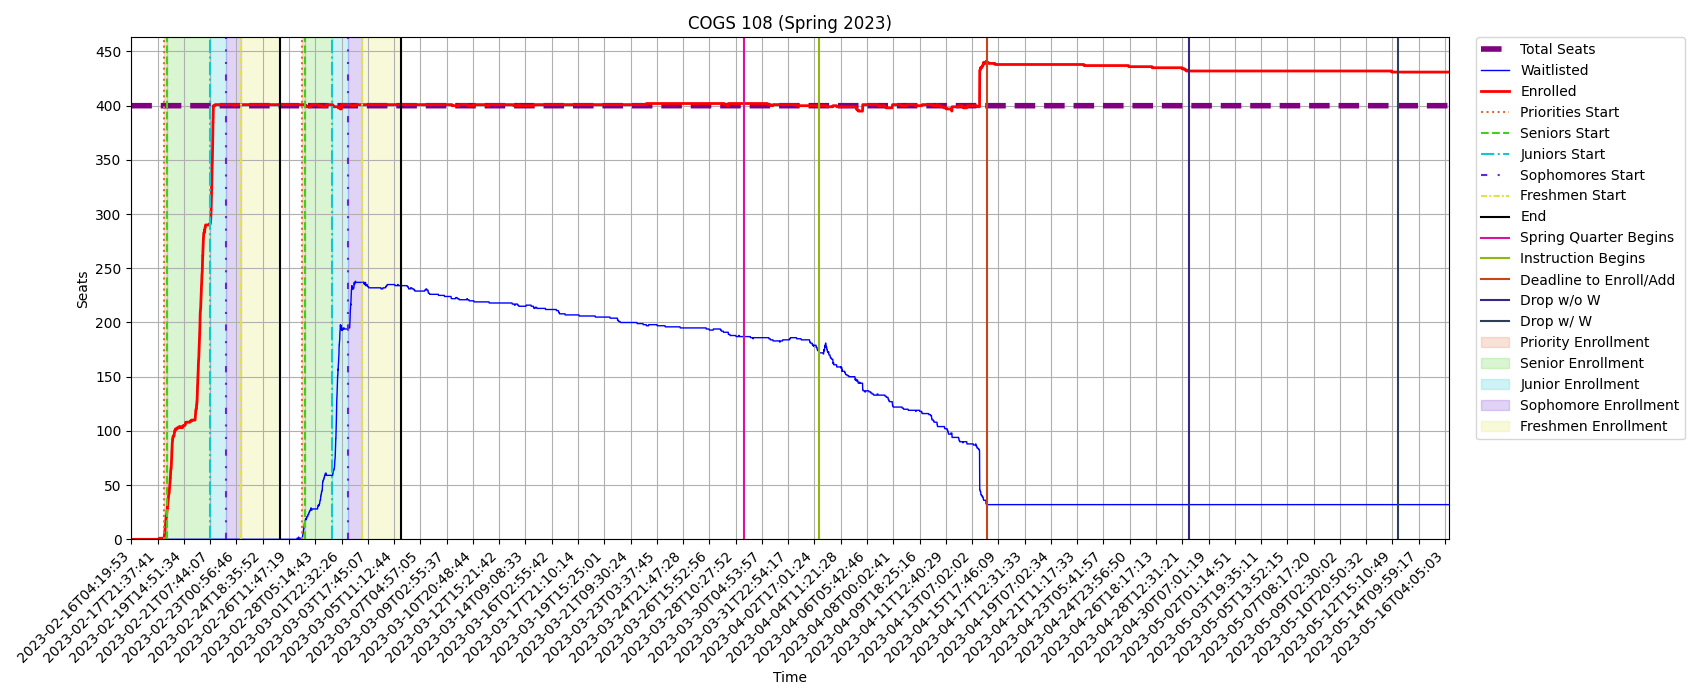 COGS 108 (Spring 2023)
Seats
450
400
350
300
250
200
150
100
50
0
2023-02-16T04:19:53
2023-02-17T21:37:41
2023-02-19T14:51:34
2023-02-21T07:44:07
2023-02-23T00:56:46
2023-02-24T18:35:52
2023-02-26T11:47:19
2023-02-28T05:14:43
2023-03-01T22:32:26
2023-03-03T17:45:07
2023-03-05T11:12:44
2023-03-07T04:57:05
2023-03-09T02:55:37
2023-03-10T20:48:44
2023-03-12T15:21:42
2023-03-14T09:08:33
2023-03-16T02:55:42
2023-03-17T21:10:14
2023-03-19T15:25:01
2023-03-21T09:30:24
2023-03-23T03:37:45
2023-03-24T21:47:28
2023-03-26T15:52:56
2023-03-28T10:27:52
2023-03-30T04:53:57
2023-03-31T22:54:17
2023-04-02T17:01:24
2023-04-04T11:21:28
2023-04-06T05:42:46
2023-04-08T00:02:41
2023-04-09T18:25:16
2023-04-11T12:40:29
2023-04-13T07:02:02
2023-04-15T17:46:09
2023-04-17T12:31:33
2023-04-19T07:02:34
2023-04-21T11:17:33
2023-04-23T05:41:57
2023-04-24T23:56:50
2023-04-26T18:17:13
2023-04-28T12:31:21
2023-04-30T07:01:19
2023-05-02T01:14:51
2023-05-03T19:35:11
2023-05-05T13:52:15
2023-05-07T08:17:20
2023-05-09T02:30:02
2023-05-10T20:50:32
2023-05-12T15:10:49
2023-05-14T09:59:17
2023-05-16T04:05:03
Time
Total Seats
Waitlisted
Enrolled
Priorities Start
Seniors Start
Juniors Start
Sophomores Start
Freshmen Start
End
Spring Quarter Begins
Instruction Begins
Deadline to Enroll/Add
Drop w/o W
Drop w/ W
Priority Enrollment
Senior Enrollment
Junior Enrollment
Sophomore Enrollment
Freshmen Enrollment